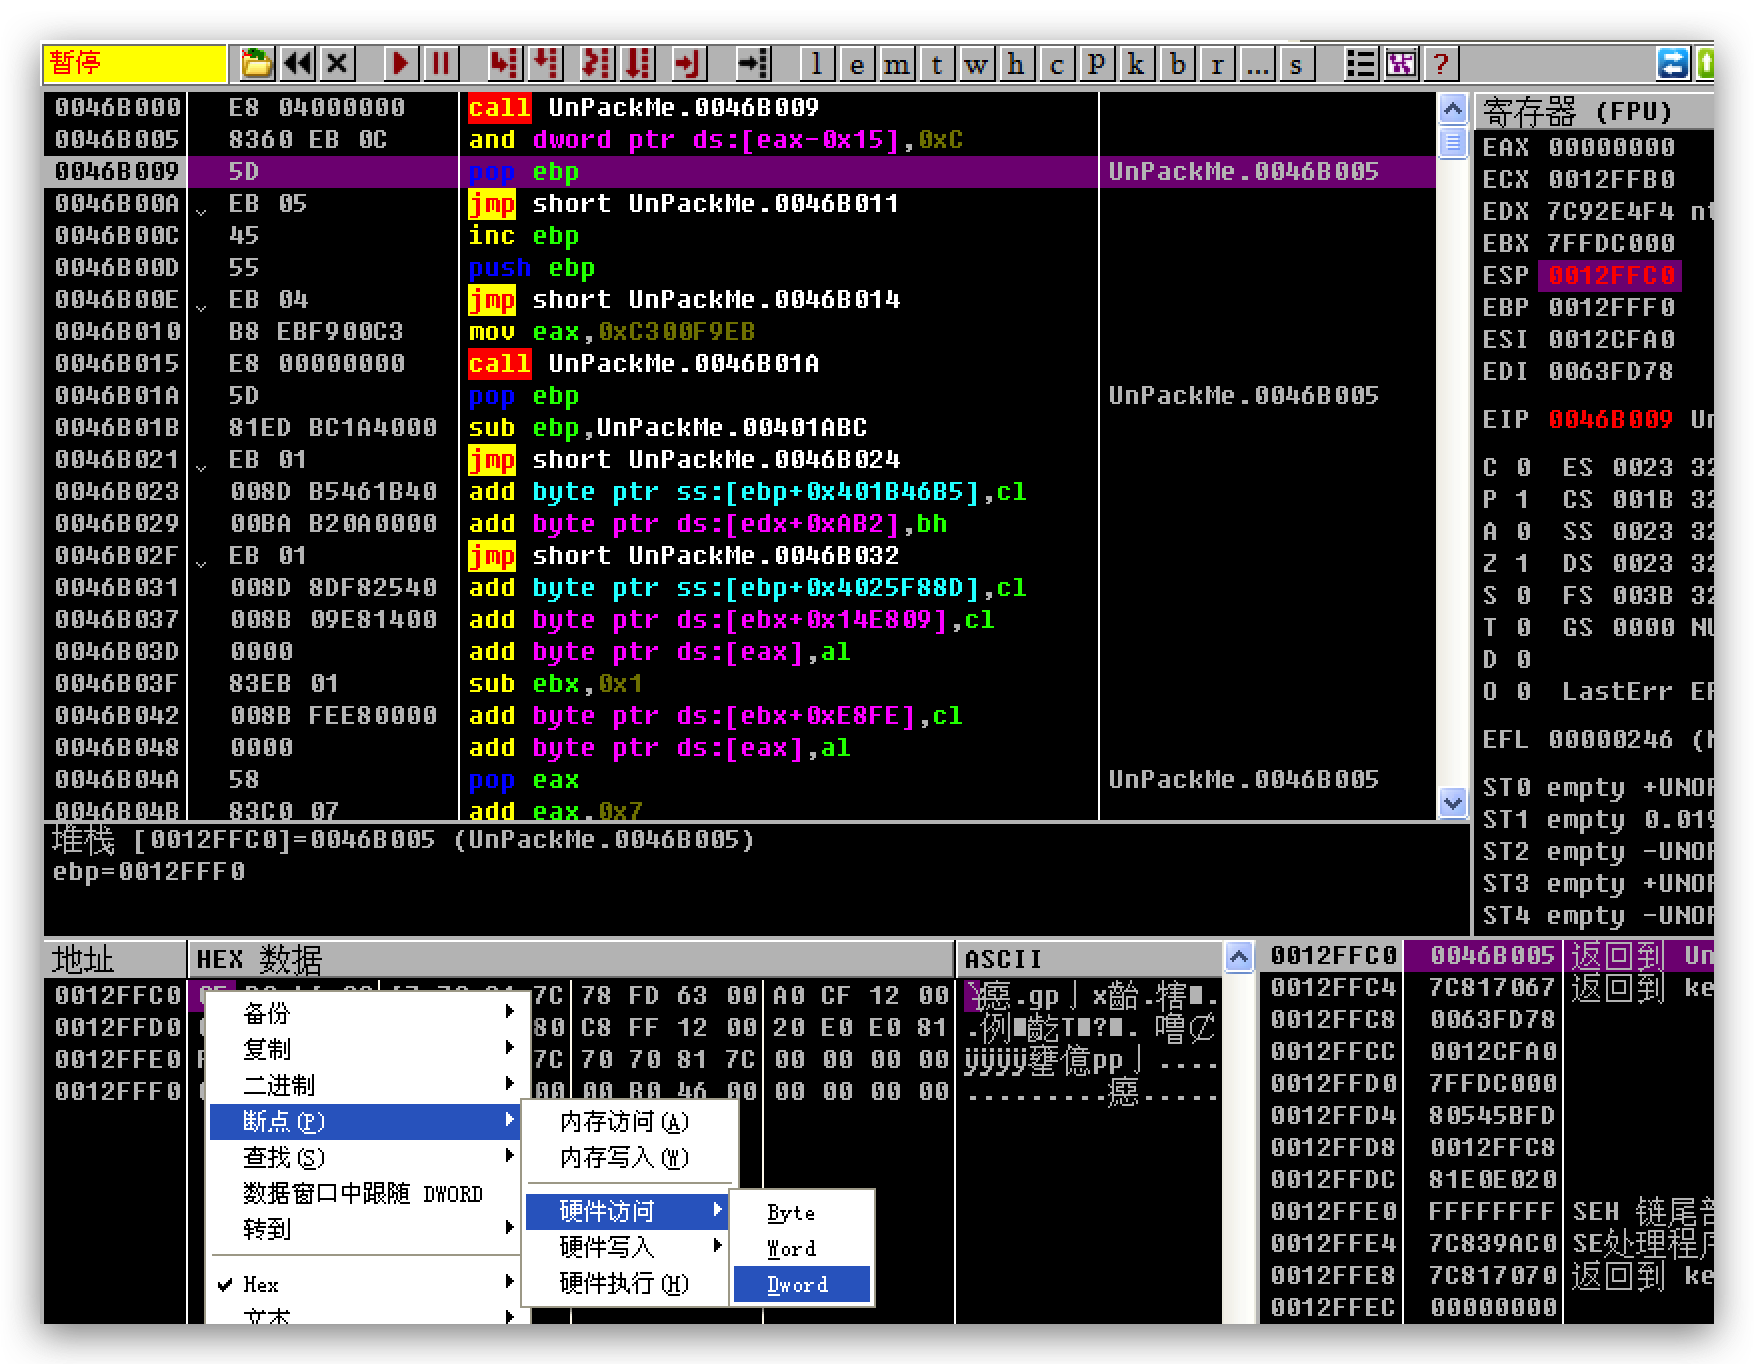 暂停
l e m t w h c P k b r ... s
?
0046B000 E8 04000000 call UnPackMe.0046B009
0046B005 8360 EB 0C and dword ptr ds:[eax-0x15],0xC
0046B009 5D pop ebp UnPackMe.0046B005
0046B00A EB 05 jmp short UnPackMe.0046B011
0046B00C 45 inc ebp
0046B00D 55 push ebp
0046B00E EB 04 jmp short UnPackMe.0046B014
0046B010 B8 EBF900C3 mov eax,0xC300F9EB
0046B015 E8 00000000 call UnPackMe.0046B01A
0046B01A 5D pop ebp UnPackMe.0046B005
0046B01B 81ED BC1A4000 sub ebp,UnPackMe.00401ABC
0046B021 EB 01 jmp short UnPackMe.0046B024
0046B023 008D B5461B40 add byte ptr ss:[ebp+0x401B46B5],cl
0046B029 00BA B20A0000 add byte ptr ds:[edx+0xAB2],bh
0046B02F EB 01 jmp short UnPackMe.0046B032
0046B031 008D 8DF82540 add byte ptr ss:[ebp+0x4025F88D],cl
0046B037 008B 09E81400 add byte ptr ds:[ebx+0x14E809],cl
0046B03D 0000 add byte ptr ds:[eax],al
0046B03F 83EB 01 sub ebx,0x1
0046B042 008B FEE80000 add byte ptr ds:[ebx+0xE8FE],cl
0046B048 0000 add byte ptr ds:[eax],al
0046B04A 58 pop eax UnPackMe.0046B005
0046B04B 83C0 07 add eax,0x7
寄存器 (FPU)
EAX 00000000
ECX 0012FFB0
EDX 7C92E4F4 nt
EBX 7FFDC000
ESP 0012FFC0
EBP 0012FFF0
ESI 0012CFA0
EDI 0063FD78
EIP 0046B009 Un
C 0 ES 0023 32
P 1 CS 001B 32
A 0 SS 0023 32
Z 1 DS 0023 32
S 0 FS 003B 32
T 0 GS 0000 NU
D 0
O 0 LastErr ER
EFL 00000246 (N
ST0 empty +UNOR
ST1 empty 0.019
ST2 empty -UNOR
ST3 empty +UNOR
ST4 empty -UNOR
堆栈 [0012FFC0]=0046B005 (UnPackMe.0046B005)
ebp=0012FFF0
地址 HEX 数据 ASCII
0012FFC0 7C 78 FD 63 00 A0 CF 12 00
0012FFD0 80 C8 FF 12 00 20 E0 E0 81
0012FFE0 7C 70 70 81 7C 00 00 00 00
0012FFF0 00 00 B0 46 00 00 00 00 00
备份
复制
二进制
断点(P)
查找(S)
数据窗口中跟随 DWORD
转到
Hex
文本
内存访问(A)
内存写入(W)
硬件访问
硬件写入
硬件执行(H)
Byte
Word
Dword
0012FFC0 0046B005 返回到 Un
0012FFC4 7C817067 返回到 ke
0012FFC8 0063FD78
0012FFCC 0012CFA0
0012FFD0 7FFDC000
0012FFD4 80545BFD
0012FFD8 0012FFC8
0012FFDC 81E0E020
0012FFE0 FFFFFFFF SEH 链尾部
0012FFE4 7C839AC0 SE处理程序
0012FFE8 7C817070 返回到 ke
0012FFEC 00000000